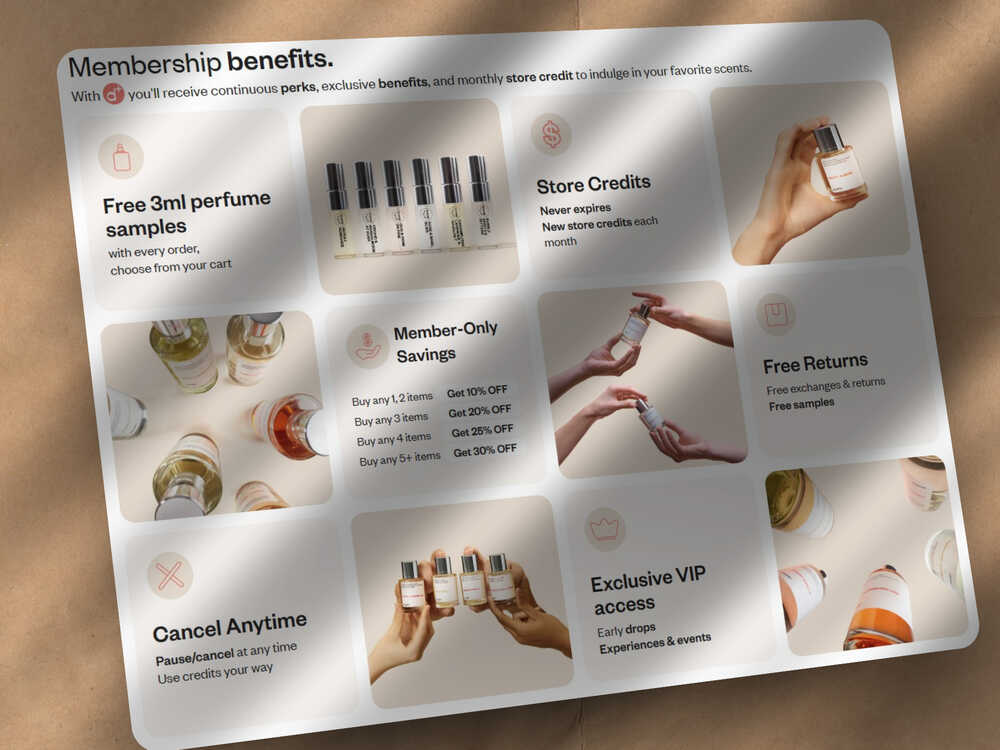 Membership benefits.
With d+ you'll receive continuous perks, exclusive benefits, and monthly store credit to indulge in your favorite scents.
Free 3ml perfume
samples
with every order,
choose from your cart
Store Credits
Never expires
New store credits each
month
Member-Only
Savings
Buy any 1, 2 items Get 10% OFF
Buy any 3 items Get 20% OFF
Buy any 4 items Get 25% OFF
Buy any 5+ items Get 30% OFF
Free Returns
Free exchanges & returns
Free samples
Cancel Anytime
Pause/cancel at any time
Use credits your way
Exclusive VIP
access
Early drops
Experiences & events